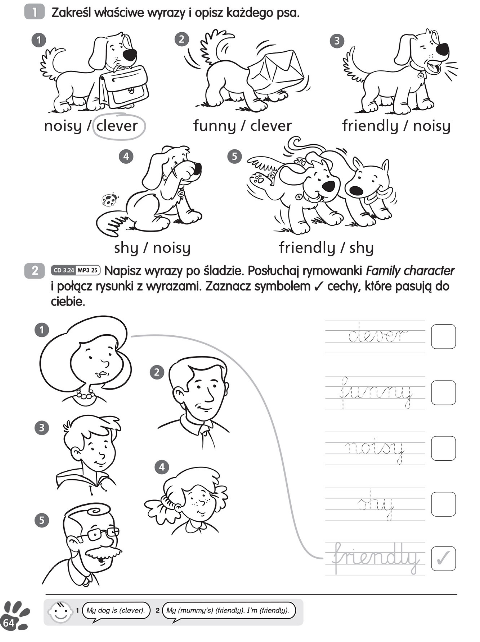 1 Zakreśl właściwe wyrazy i opisz każdego psa.
1 2 3
noisy / clever funny / clever friendly / noisy
4 5
shy / noisy friendly / shy
2 CD 3.24 MP3 25 Napisz wyrazy po śladzie. Posłuchaj rymowanki Family character
i połącz rysunki z wyrazami. Zaznacz symbolem ✓ cechy, które pasują do
ciebie.
1
clever
2
funny
3
noisy
4
shy
5
friendly ✓
64
1 My dog is (clever). 2 My (mummy's) (friendly). I'm (friendly).